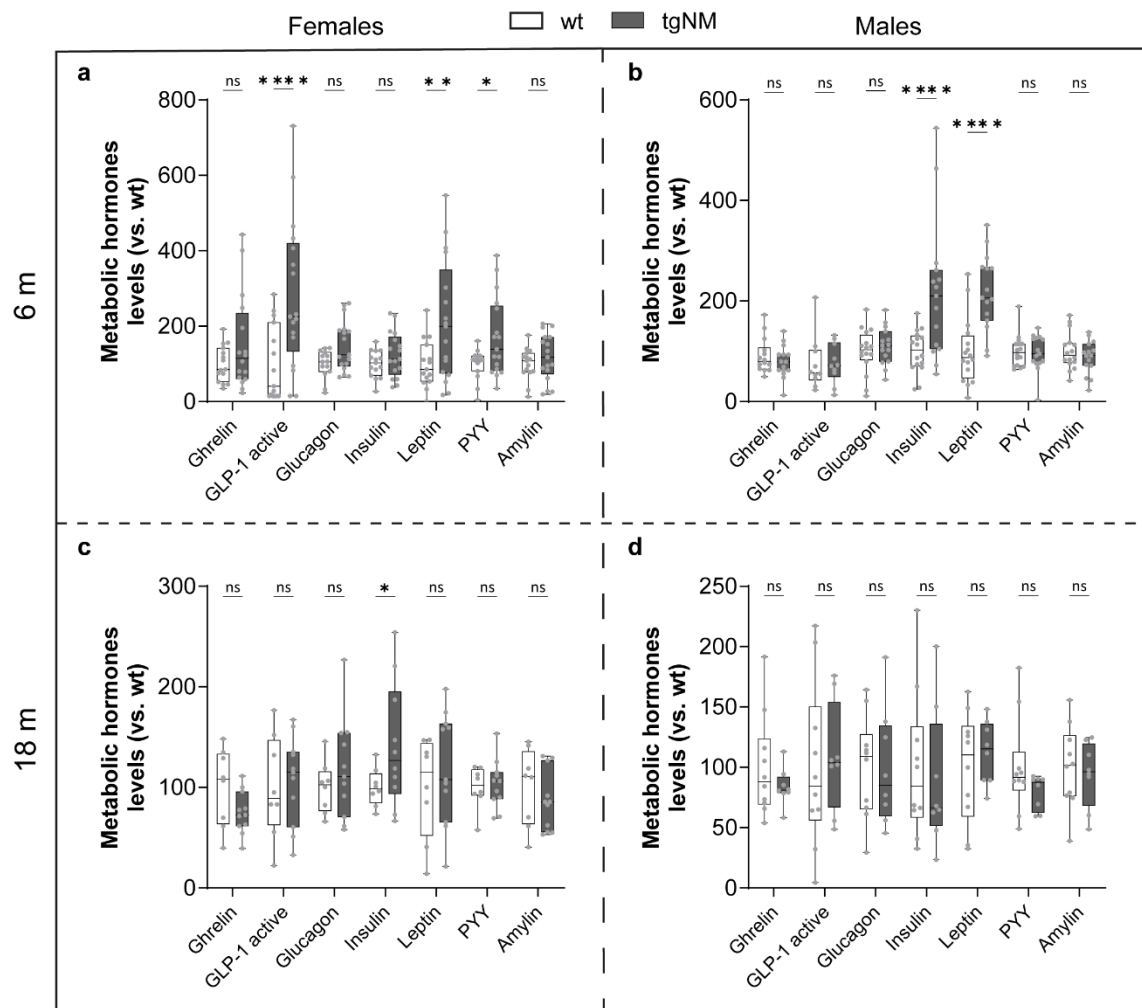 Females
wt
tgNM
Males
6 m
a
ns
* * * *
ns
ns
* *
*
ns
Metabolic hormones
levels (vs. wt)
800
600
400
200
0
Ghrelin
GLP-1 active
Glucagon
Insulin
Leptin
PYY
Amylin
b
ns
ns
ns
* * * *
* * * *
ns
ns
Metabolic hormones
levels (vs. wt)
600
400
200
0
Ghrelin
GLP-1 active
Glucagon
Insulin
Leptin
PYY
Amylin
18 m
c
ns
ns
ns
*
ns
ns
ns
Metabolic hormones
levels (vs. wt)
300
200
100
0
Ghrelin
GLP-1 active
Glucagon
Insulin
Leptin
PYY
Amylin
d
ns
ns
ns
ns
ns
ns
ns
Metabolic hormones
levels (vs. wt)
250
200
150
100
50
0
Ghrelin
GLP-1 active
Glucagon
Insulin
Leptin
PYY
Amylin